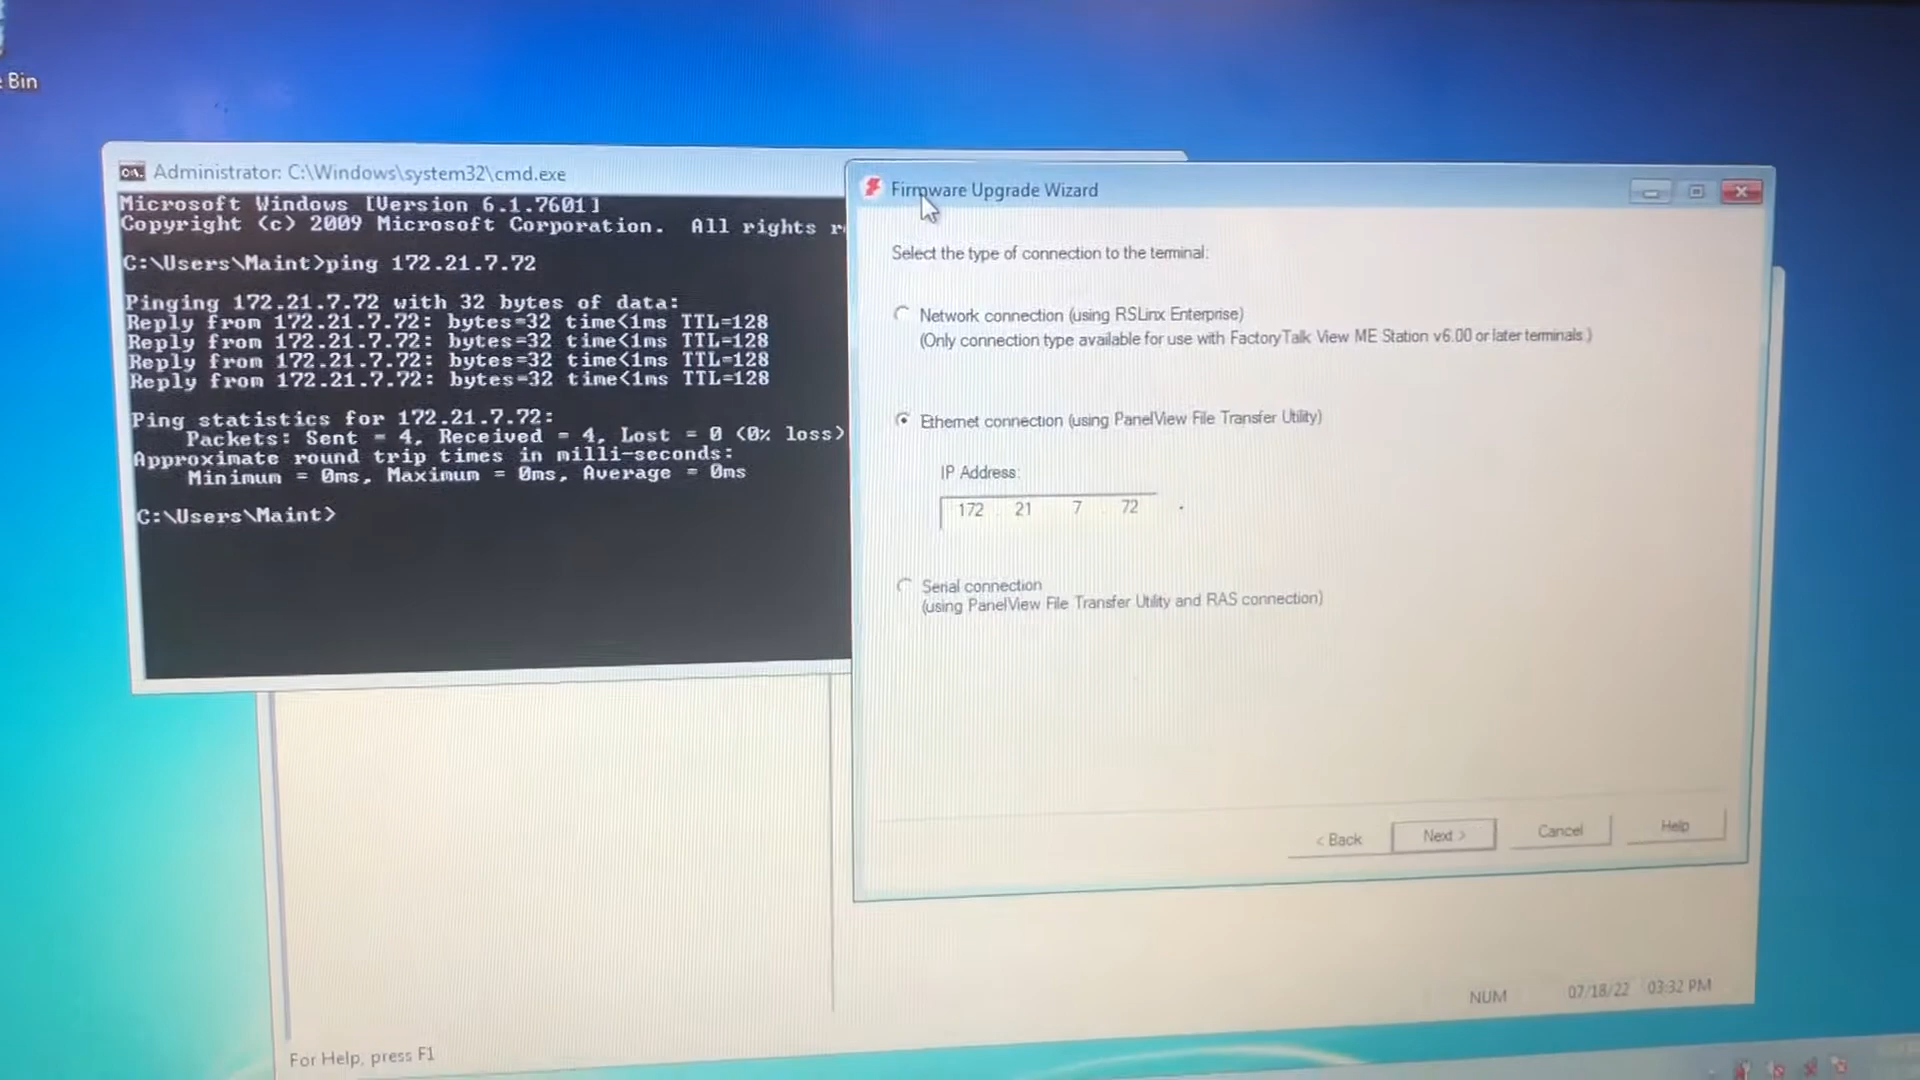 Bin
Administrator: C:\Windows\system32\cmd.exe
Microsoft Windows [Version 6.1.7601]
Copyright (c) 2009 Microsoft Corporation.  All rights r
C:\Users\Maint>ping 172.21.7.72
Pinging 172.21.7.72 with 32 bytes of data:
Reply from 172.21.7.72: bytes=32 time<1ms TTL=128
Reply from 172.21.7.72: bytes=32 time<1ms TTL=128
Reply from 172.21.7.72: bytes=32 time<1ms TTL=128
Reply from 172.21.7.72: bytes=32 time<1ms TTL=128
Ping statistics for 172.21.7.72:
Packets: Sent = 4, Received = 4, Lost = 0 (0% loss)
Approximate round trip times in milli-seconds:
Minimum = 0ms, Maximum = 0ms, Average = 0ms
C:\Users\Maint>
Firmware Upgrade Wizard
Select the type of connection to the terminal:
Network connection (using RSLinx Enterprise)
(Only connection type available for use with FactoryTalk View ME Station v6.00 or later terminals.)
Ethernet connection (using PanelView File Transfer Utility)
IP Address:
172 . 21 . 7 . 72
Serial connection
(using PanelView File Transfer Utility and RAS connection)
< Back
Next >
Cancel
Help
NUM
07/18/22
03:32 PM
For Help, press F1